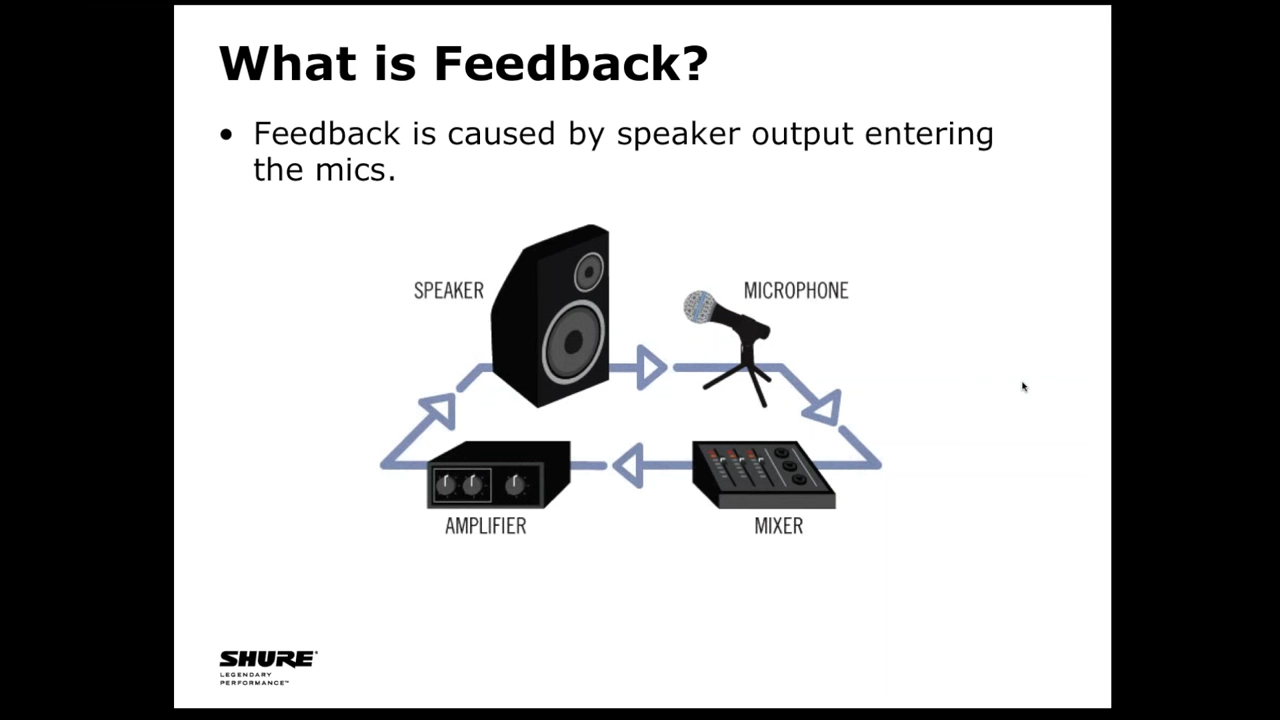 What is Feedback?
• Feedback is caused by speaker output entering
the mics.
SPEAKER
MICROPHONE
AMPLIFIER
MIXER
SHURE
LEGENDARY
PERFORMANCE™